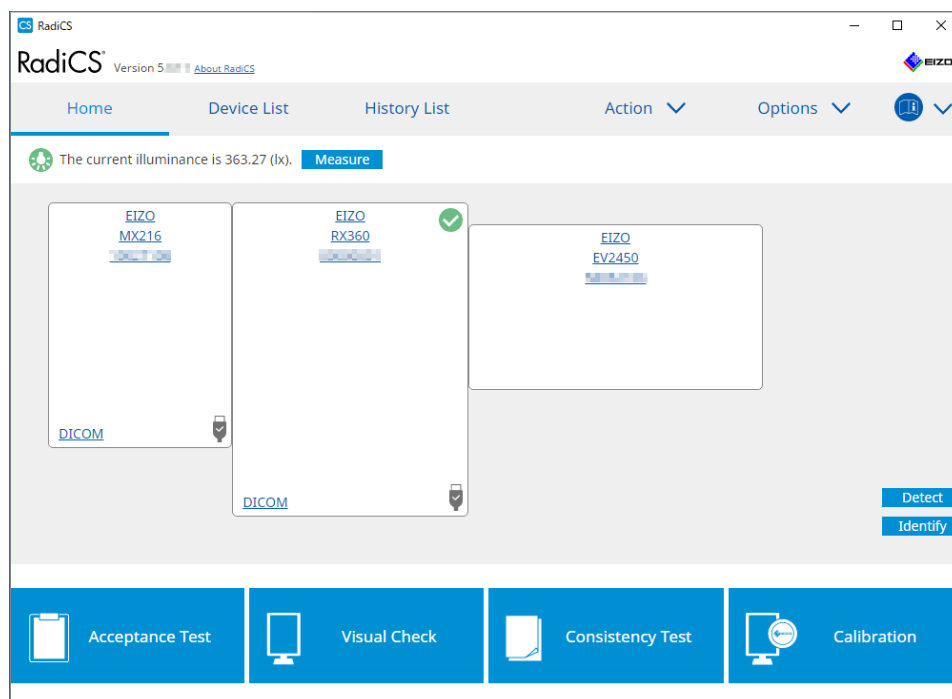 CS RadiCS
RadiCS® Version 5. About RadiCS
EIZO
Home Device List History List Action Options
The current illuminance is 363.27 (lx). Measure
EIZO
MX216
DICOM
EIZO
RX360
DICOM
EIZO
EV2450
Detect
Identify
Acceptance Test Visual Check Consistency Test Calibration